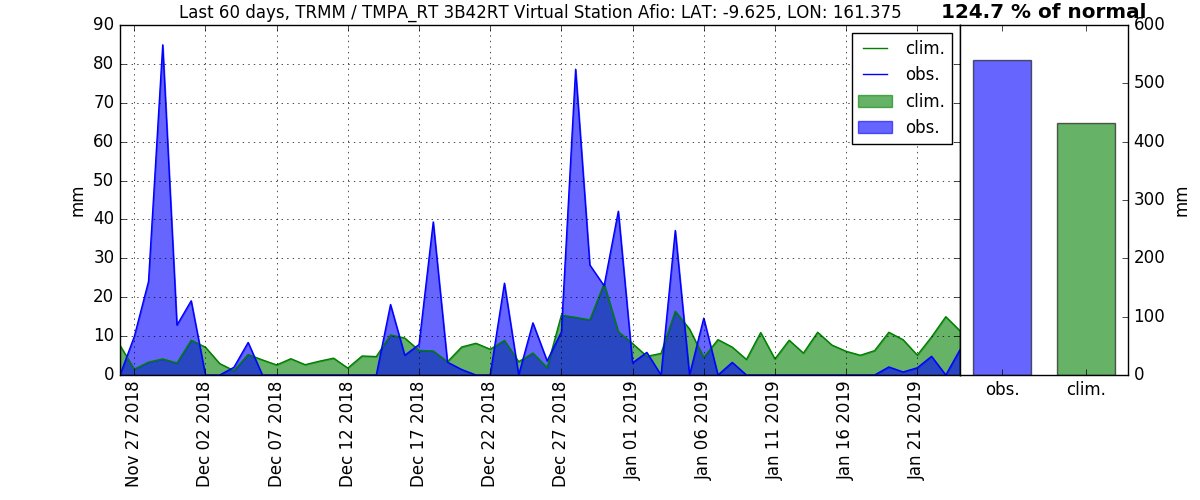 Last 60 days, TRMM / TMPA_RT 3B42RT Virtual Station Afio: LAT: -9.625, LON: 161.375
124.7 % of normal
90
80
70
60
50
40
30
20
10
0
mm
clim.
obs.
clim.
obs.
Nov 27 2018
Dec 02 2018
Dec 07 2018
Dec 12 2018
Dec 17 2018
Dec 22 2018
Dec 27 2018
Jan 01 2019
Jan 06 2019
Jan 11 2019
Jan 16 2019
Jan 21 2019
600
500
400
300
200
100
0
mm
obs.
clim.